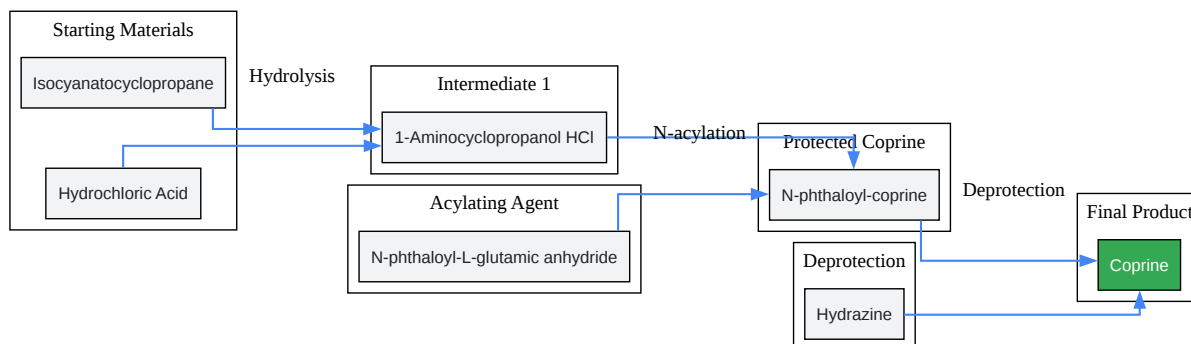 Starting Materials
Isocyanatocyclopropane
Hydrochloric Acid
Hydrolysis
Intermediate 1
1-Aminocyclopropanol HCl
Acylating Agent
N-phthaloyl-L-glutamic anhydride
N-acylation
Protected Coprine
N-phthaloyl-coprine
Deprotection
Hydrazine
Deprotection
Final Product
Coprine